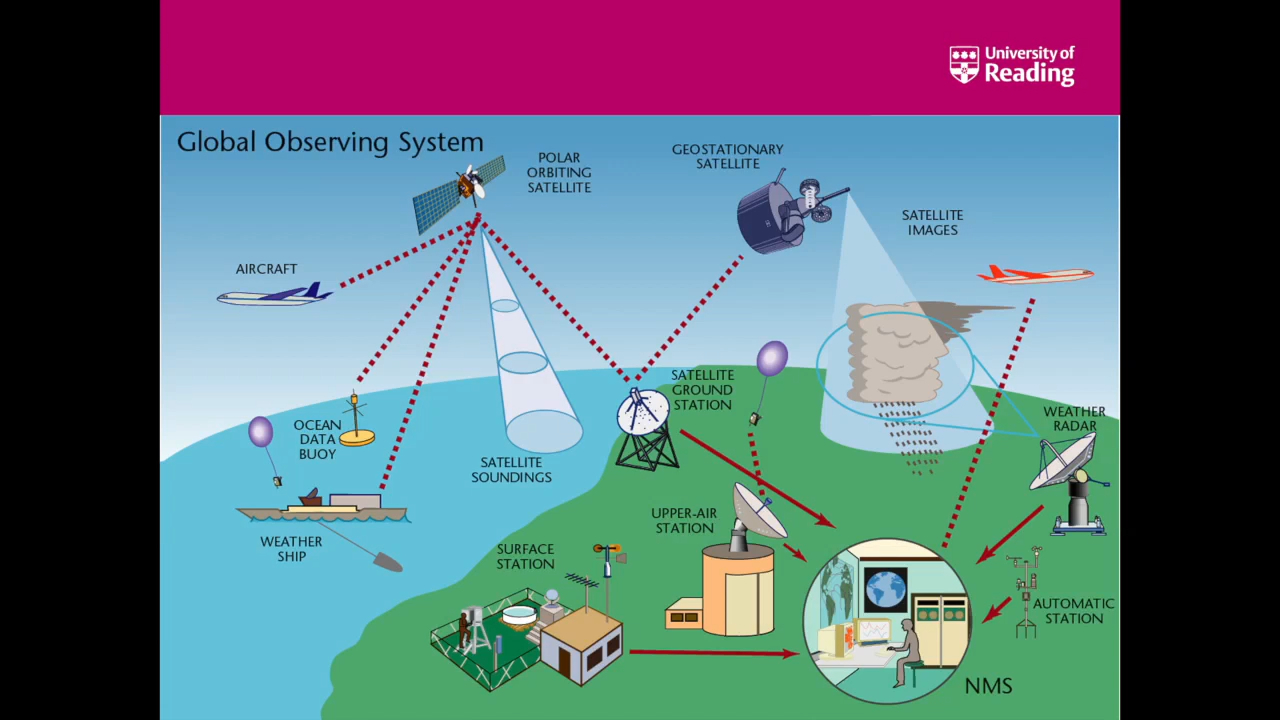 University of
Reading
Global Observing System
POLAR
ORBITING
SATELLITE
GEOSTATIONARY
SATELLITE
SATELLITE
IMAGES
AIRCRAFT
SATELLITE
GROUND
STATION
WEATHER
RADAR
OCEAN
DATA
BUOY
SATELLITE
SOUNDINGS
UPPER-AIR
STATION
WEATHER
SHIP
SURFACE
STATION
AUTOMATIC
STATION
NMS